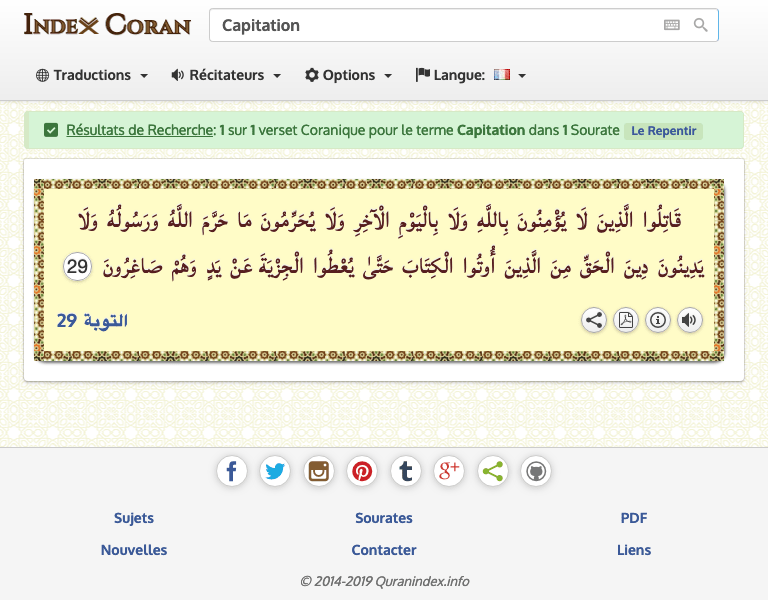 INDEX CORAN
Capitation
Traductions
Récitateurs
Options
Langue:
Résultats de Recherche: 1 sur 1 verset Coranique pour le terme Capitation dans 1 Sourate Le Repentir
قَاتِلُوا الَّذِينَ لَا يُؤْمِنُونَ بِاللَّهِ وَلَا بِالْيَوْمِ الْآخِرِ وَلَا يُحَرِّمُونَ مَا حَرَّمَ اللَّهُ وَرَسُولُهُ وَلَا
يَدِينُونَ دِينَ الْحَقِّ مِنَ الَّذِينَ أُوتُوا الْكِتَابَ حَتَّىٰ يُعْطُوا الْجِزْيَةَ عَنْ يَدٍ وَهُمْ صَاغِرُونَ 29
التوبة 29
Sujets
Sourates
PDF
Nouvelles
Contacter
Liens
© 2014-2019 Quranindex.info